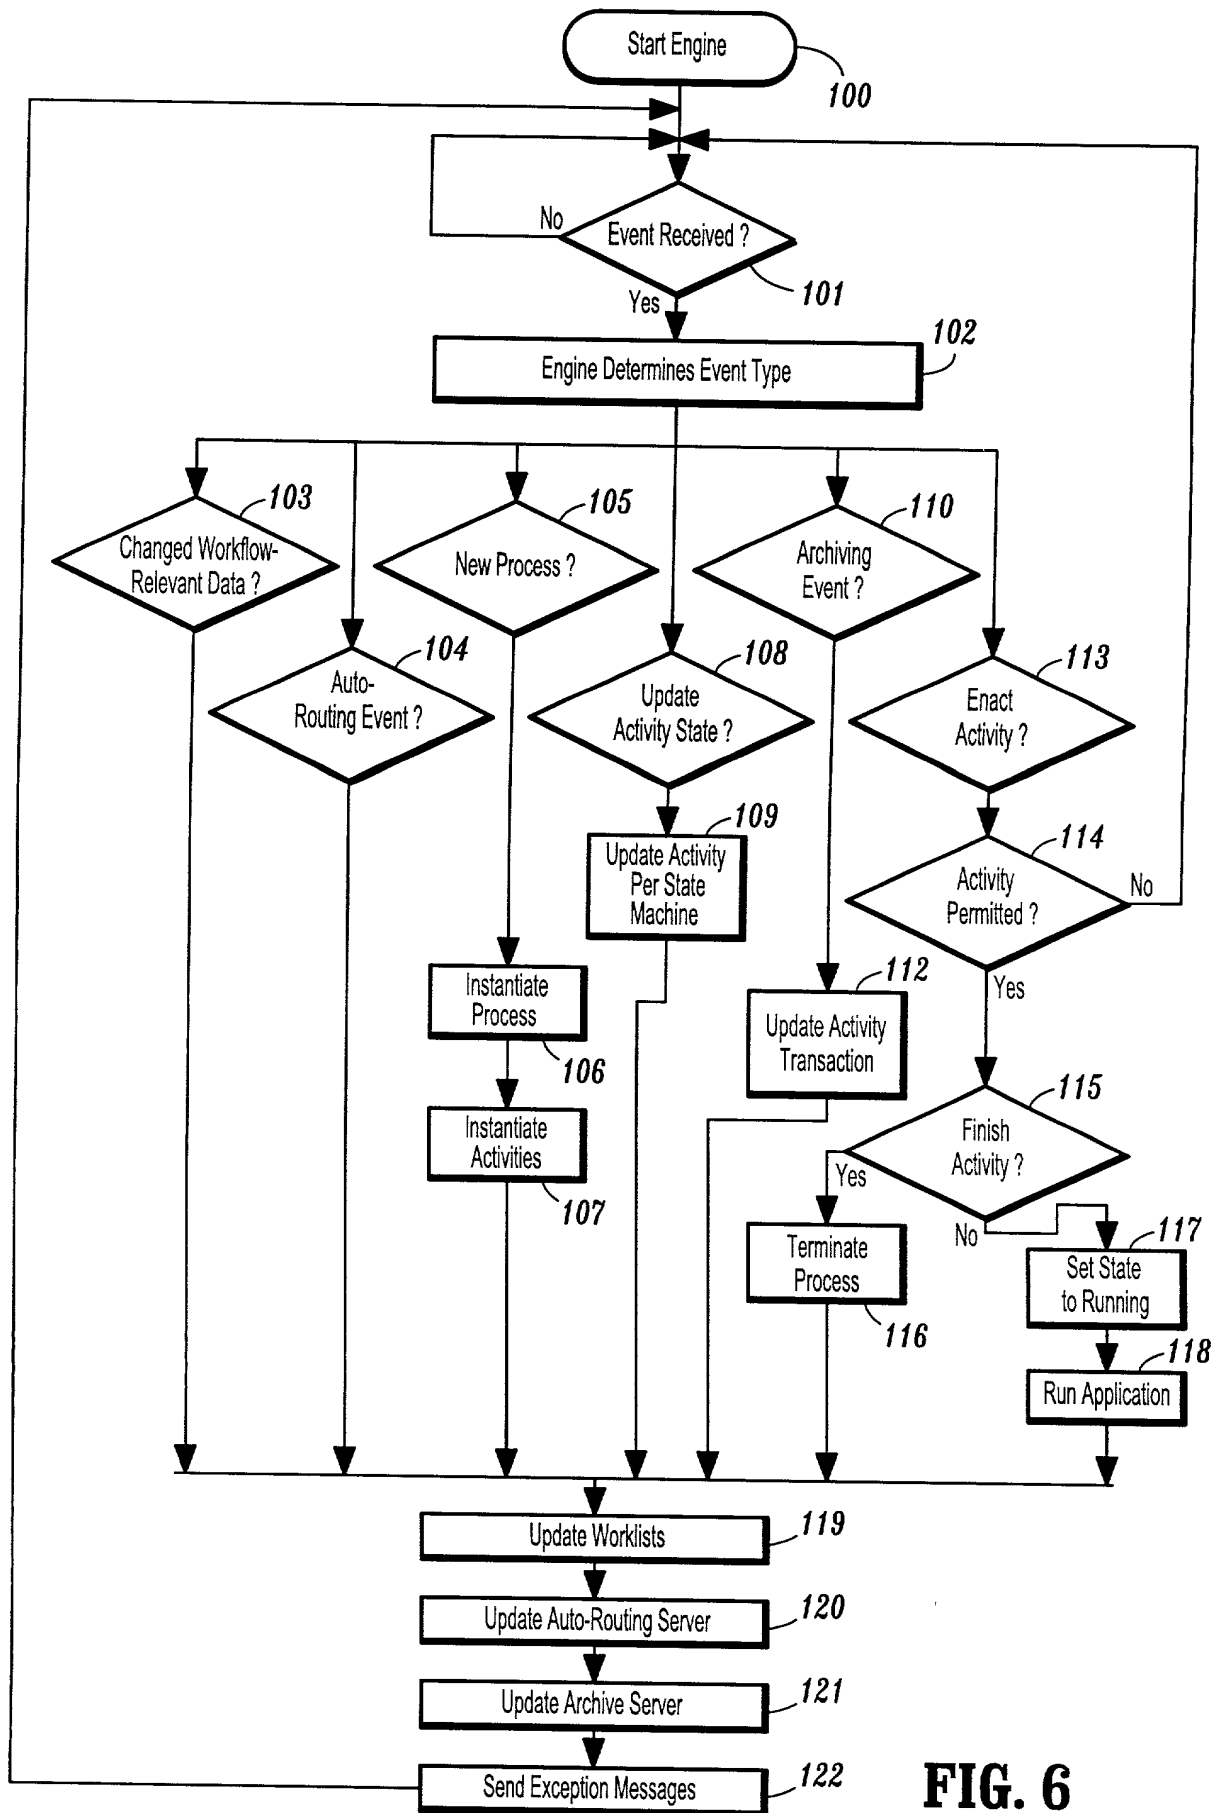 Start Engine
100
No
Event Received ?
101
Yes
102
Engine Determines Event Type
103
105
110
Changed Workflow-
Relevant Data ?
New Process ?
Archiving
Event ?
104
108
113
Auto-
Routing Event ?
Update
Activity State ?
Enact
Activity ?
109
114
Update Activity
Per State
Machine
Activity
Permitted ?
No
Yes
112
Instantiate
Process
106
Update Activity
Transaction
115
Instantiate
Activities
107
Finish
Activity ?
Yes
No
117
Terminate
Process
116
Set State
to Running
118
Run Application
Update Worklists
119
Update Auto-Routing Server
120
Update Archive Server
121
Send Exception Messages
122
FIG. 6